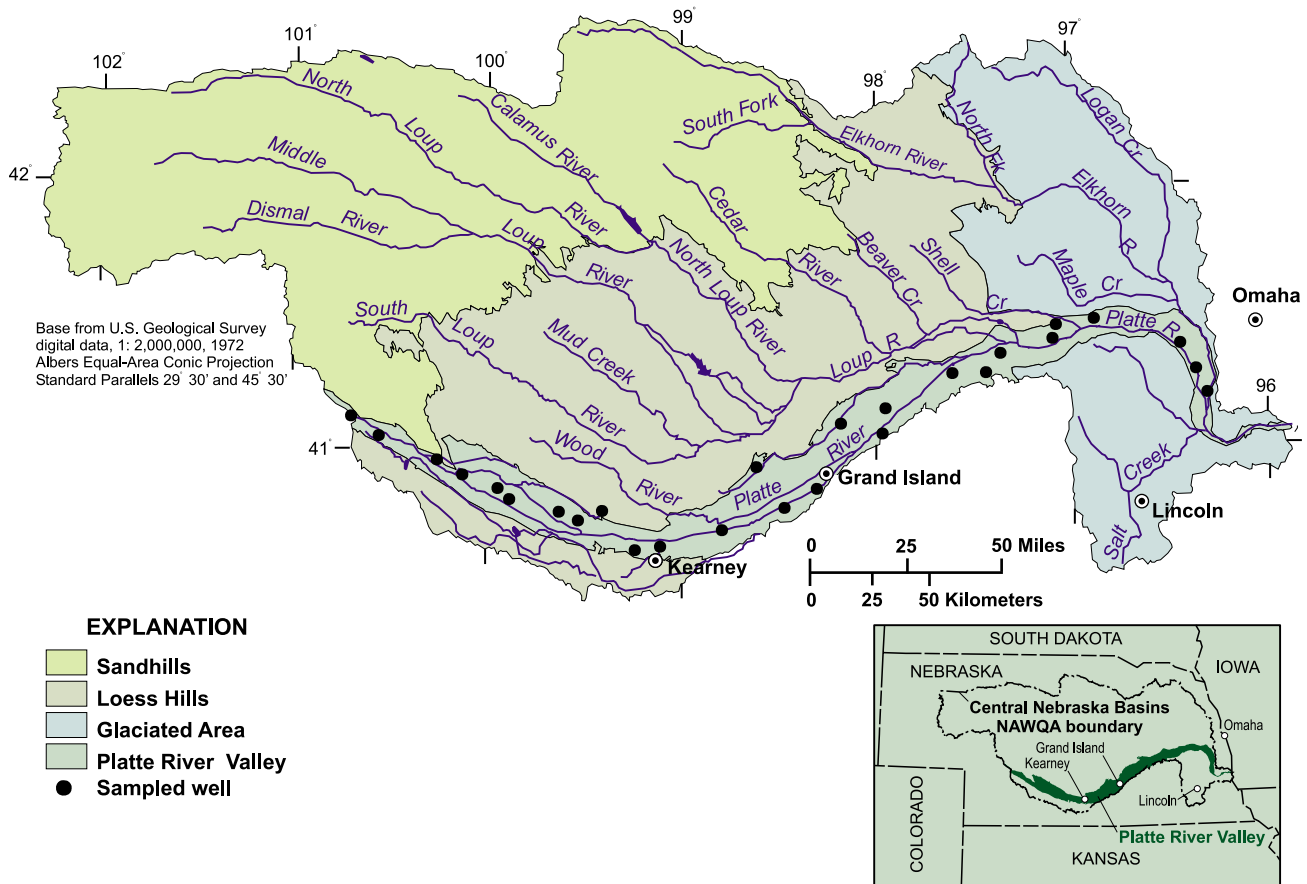 99°
101°
97°
102°
100°
98°
North
Loup
River
Calamus River
South Fork
Elkhorn River
North Fk
Logan Cr
42°
Middle
Loup
River
Dismal River
Cedar
River
Elkhorn
R
Beaver Cr
Shell
Cr
Maple
Cr
North Loup River
Omaha
Base from U.S. Geological Survey
digital data, 1: 2,000,000, 1972
Albers Equal-Area Conic Projection
Standard Parallels 29° 30' and 45° 30'
South
Loup
River
Mud Creek
Loup R
Platte R
96°
41°
Wood
River
Platte
River
Grand Island
Creek
Salt
Lincoln
Kearney
0 25 50 Miles
0 25 50 Kilometers
EXPLANATION
Sandhills
Loess Hills
Glaciated Area
Platte River Valley
Sampled well
SOUTH DAKOTA
NEBRASKA
IOWA
Central Nebraska Basins
NAWQA boundary
Omaha
Grand Island
Kearney
Lincoln
COLORADO
Platte River Valley
KANSAS